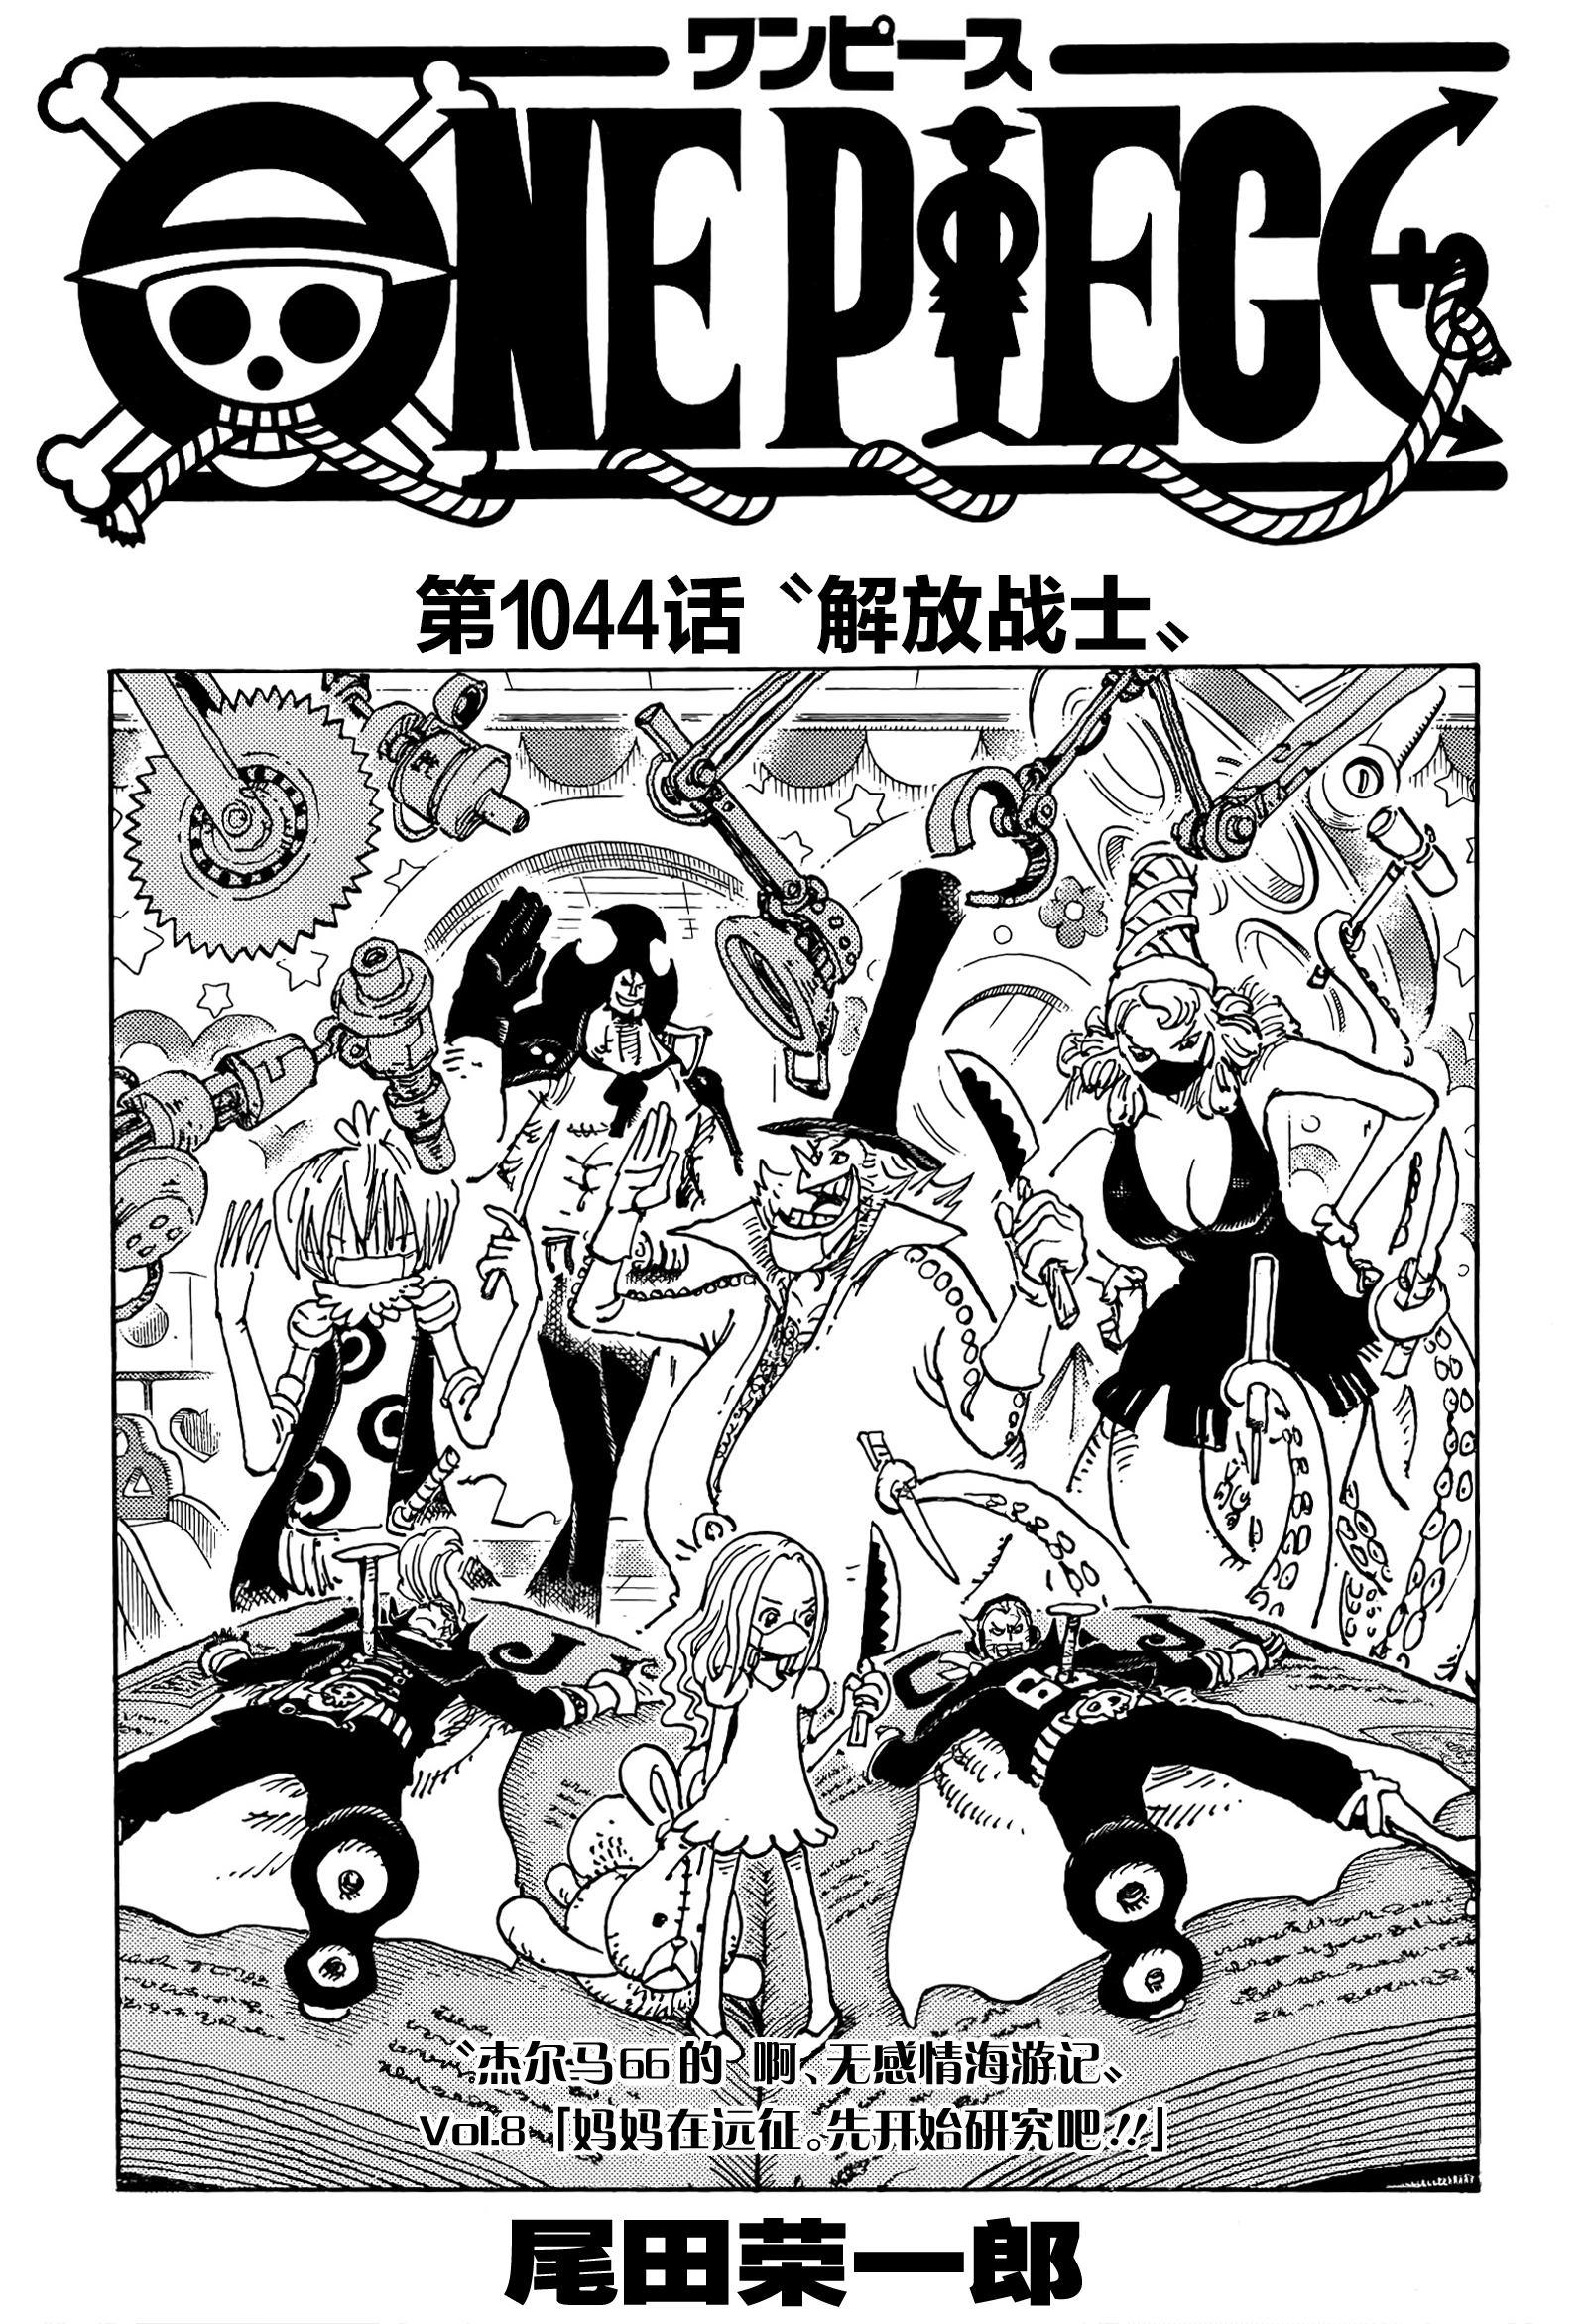 ワンピース
ONE PIECE
第1044话〝解放战士〟
〝杰尔马66的 啊、无感情海游记〟
Vol.8「妈妈在远征。先开始研究吧!!」
尾田荣一郎